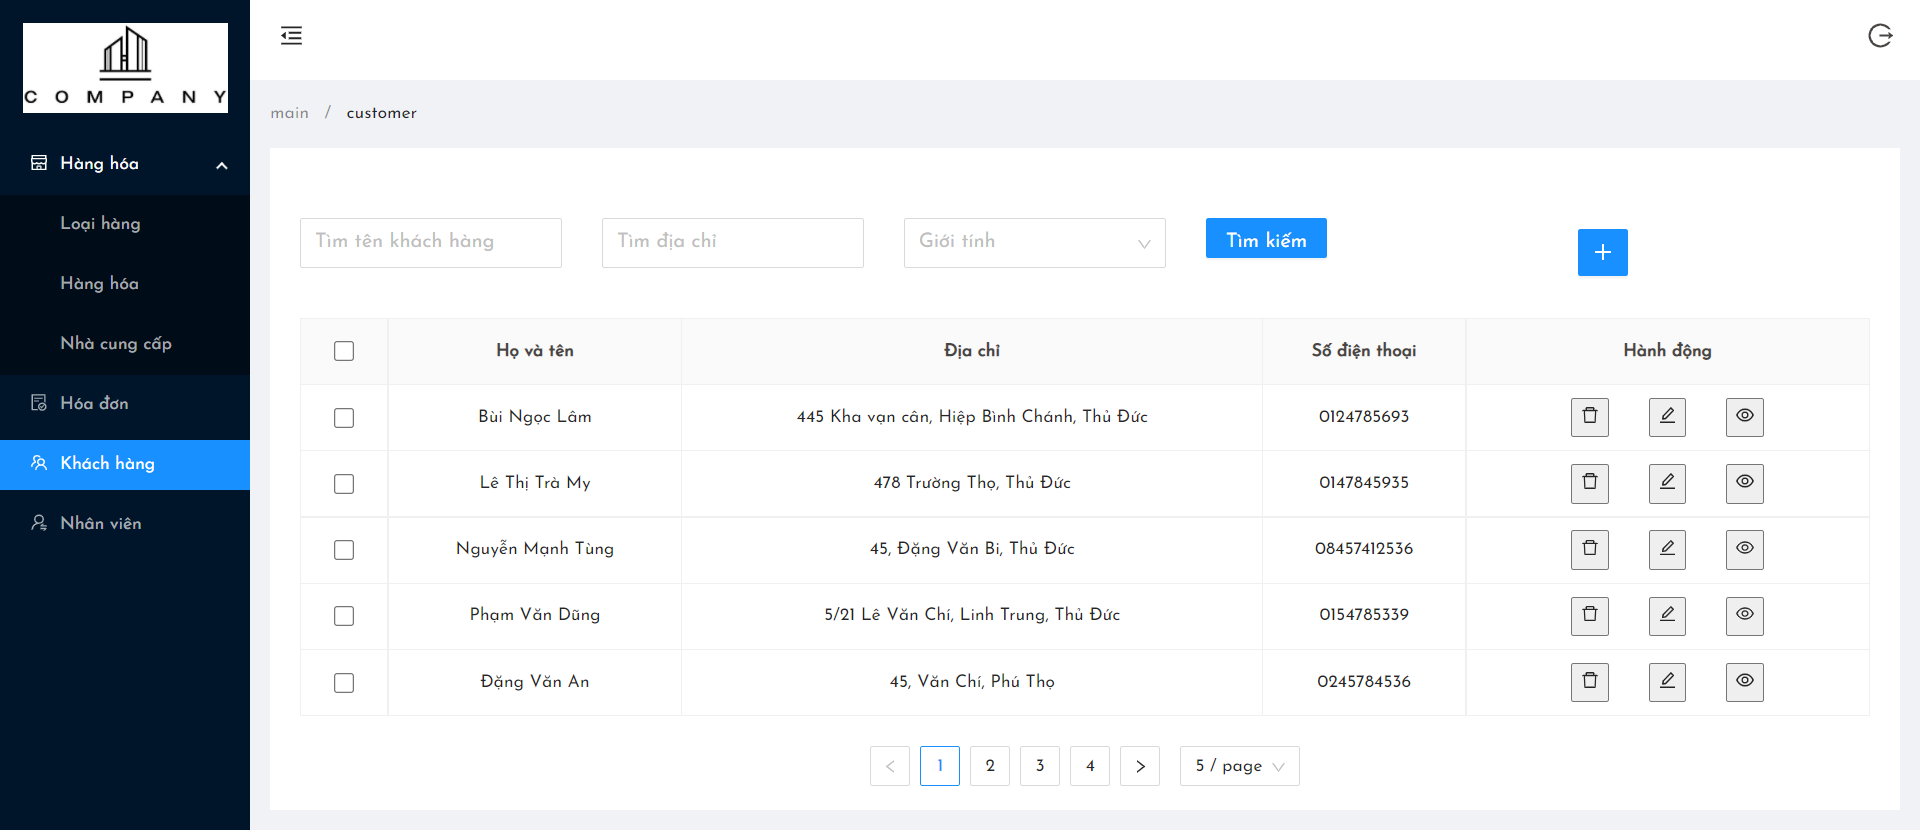 COMPANY
main / customer
Hàng hóa
Loại hàng
Hàng hóa
Nhà cung cấp
Hóa đơn
Khách hàng
Nhân viên
Tìm tên khách hàng Tìm địa chỉ Giới tính Tìm kiếm
Họ và tên Địa chỉ Số điện thoại Hành động
Bùi Ngọc Lâm 445 Kha vạn cân, Hiệp Bình Chánh, Thủ Đức 0124785693
Lê Thị Trà My 478 Trường Thọ, Thủ Đức 0147845935
Nguyễn Mạnh Tùng 45, Đặng Văn Bi, Thủ Đức 08457412536
Phạm Văn Dũng 5/21 Lê Văn Chí, Linh Trung, Thủ Đức 0154785339
Đặng Văn An 45, Văn Chí, Phú Thọ 0245784536
< 1 2 3 4 > 5 / page